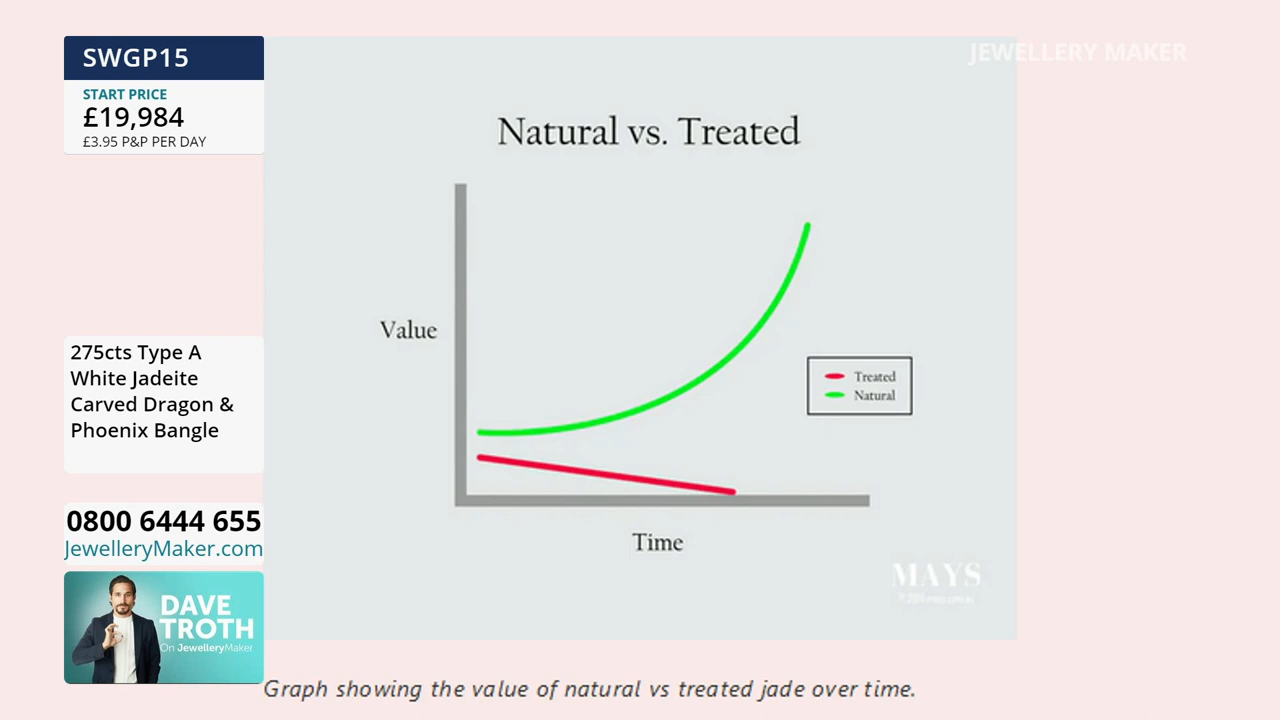 SWGP15
START PRICE
£19,984
£3.95 P&P PER DAY
275cts Type A
White Jadeite
Carved Dragon &
Phoenix Bangle
0800 6444 655
JewelleryMaker.com
DAVE
TROTH
On JewelleryMaker
JEWELLERY MAKER
Natural vs. Treated
Value
Treated
Natural
Time
MAYS
Graph showing the value of natural vs treated jade over time.